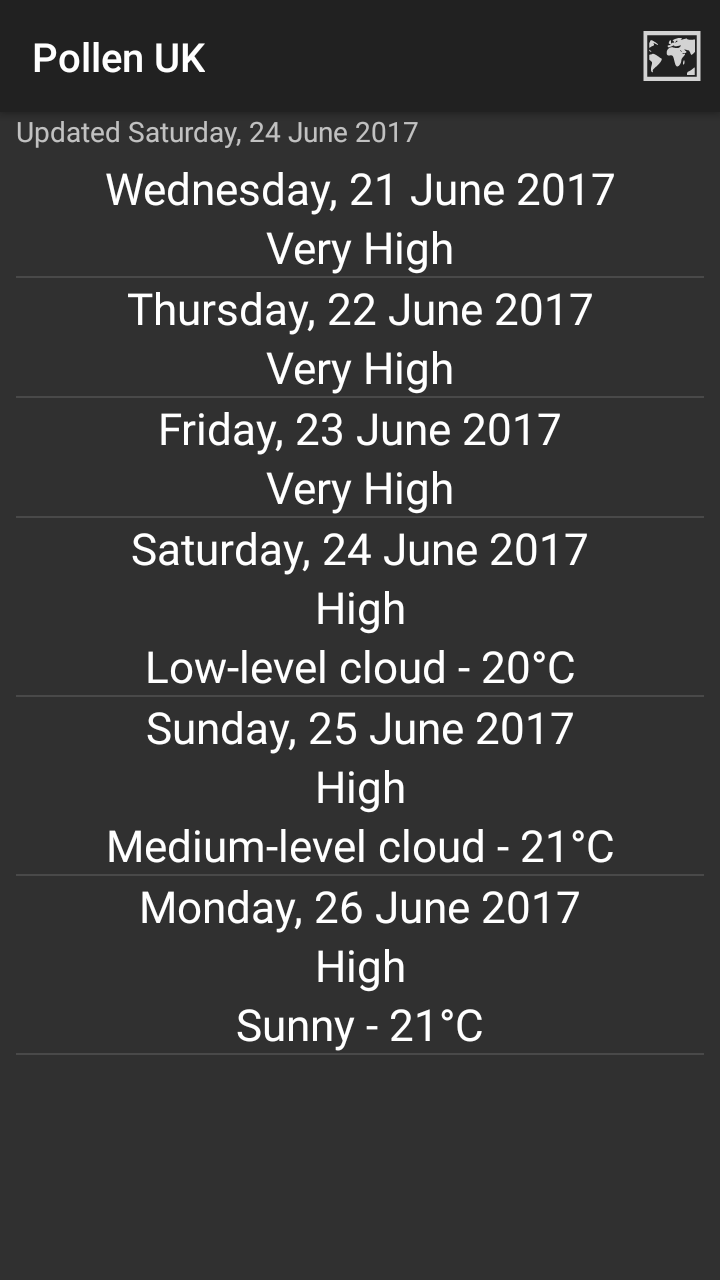 Pollen UK
Updated Saturday, 24 June 2017
Wednesday, 21 June 2017
Very High
Thursday, 22 June 2017
Very High
Friday, 23 June 2017
Very High
Saturday, 24 June 2017
High
Low-level cloud - 20°C
Sunday, 25 June 2017
High
Medium-level cloud - 21°C
Monday, 26 June 2017
High
Sunny - 21°C